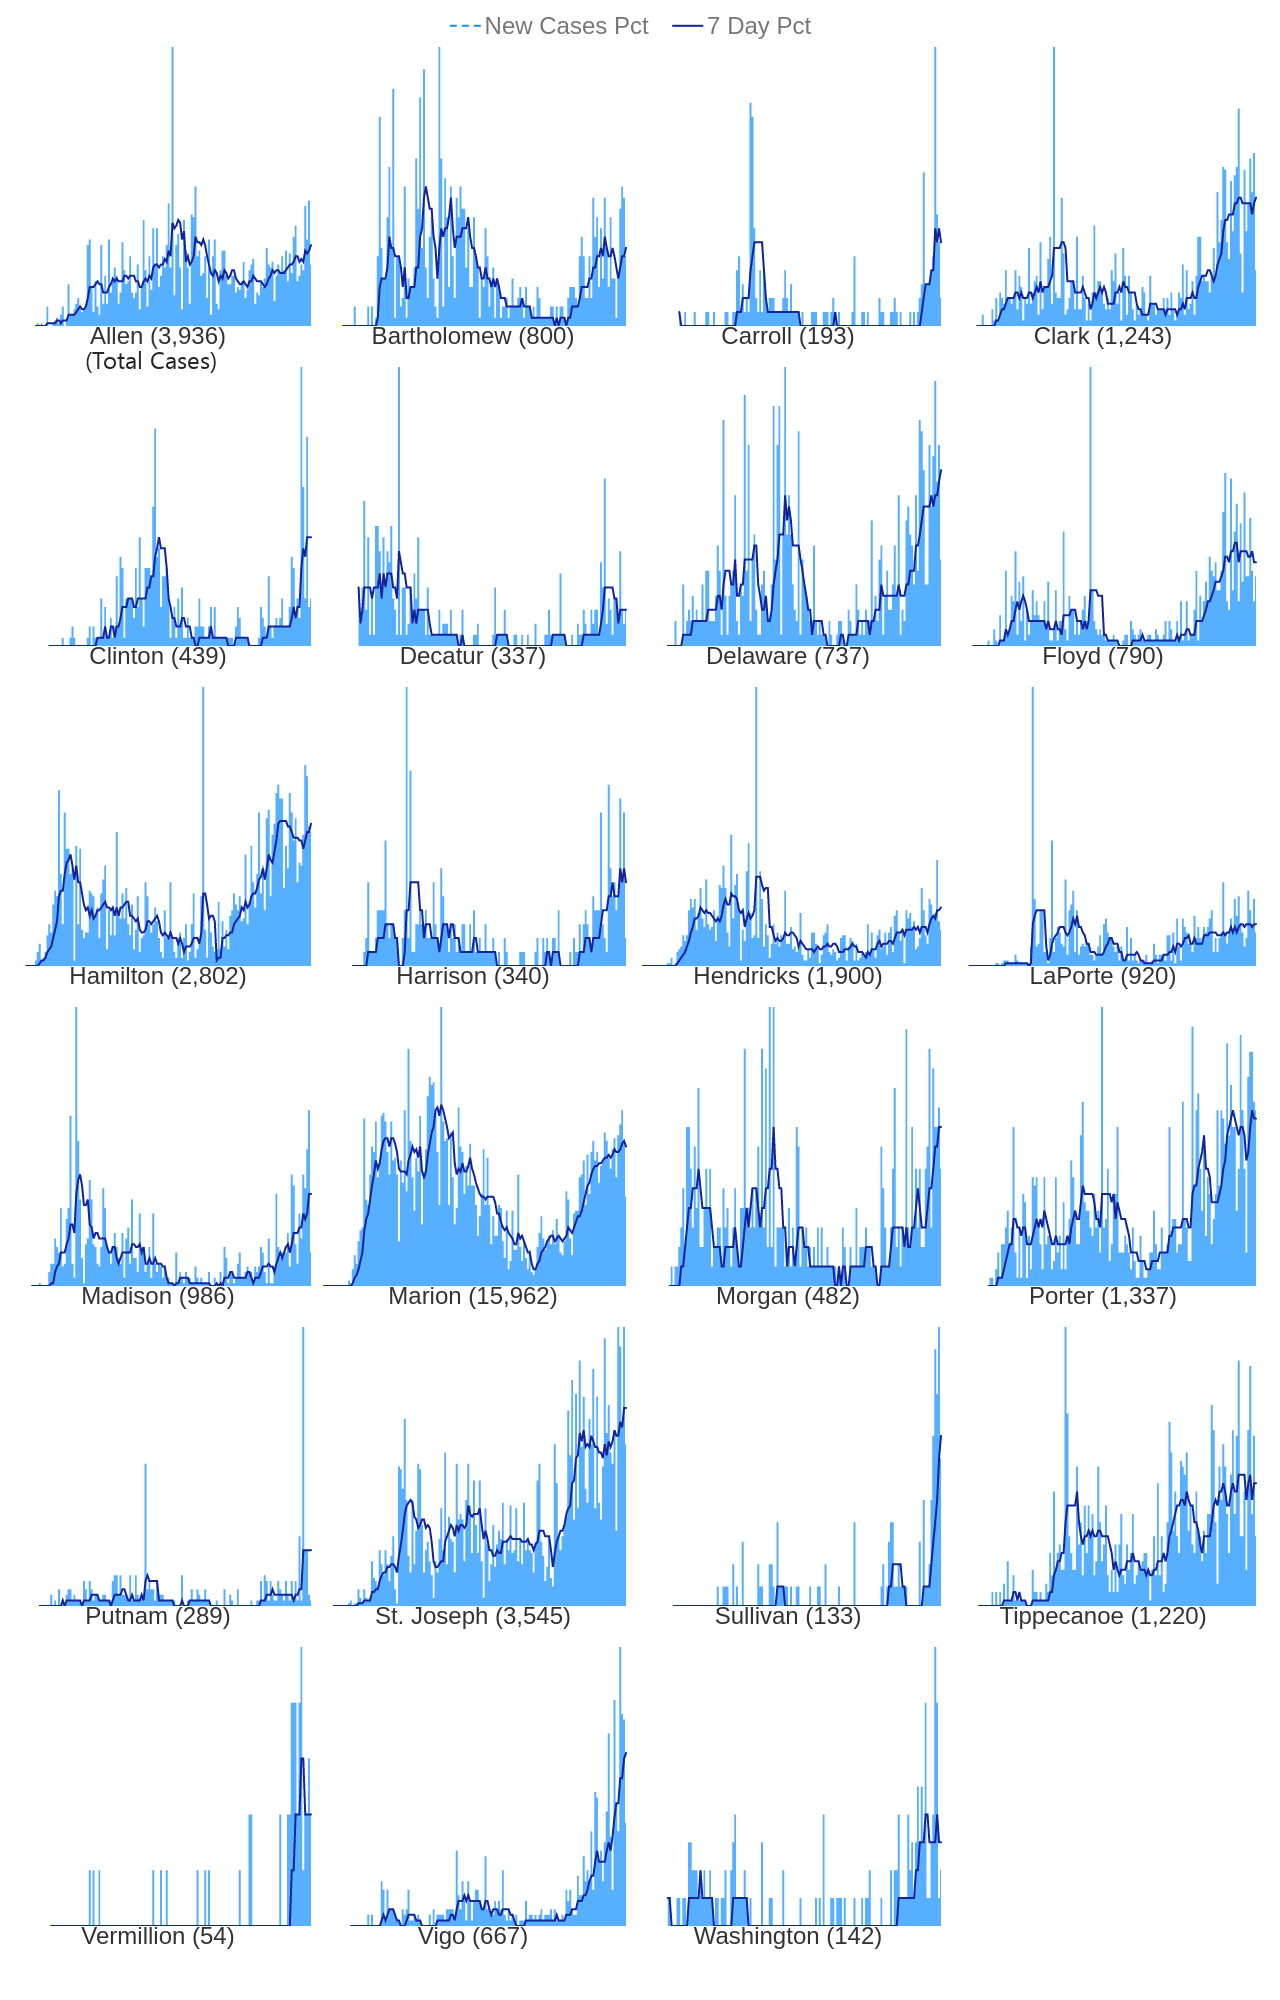 New Cases Pct 7 Day Pct
Allen (3,936) Bartholomew (800) Carroll (193) Clark (1,243)
(Total Cases)
Clinton (439) Decatur (337) Delaware (737) Floyd (790)
Hamilton (2,802) Harrison (340) Hendricks (1,900) LaPorte (920)
Madison (986) Marion (15,962) Morgan (482) Porter (1,337)
Putnam (289) St. Joseph (3,545) Sullivan (133) Tippecanoe (1,220)
Vermillion (54) Vigo (667) Washington (142)